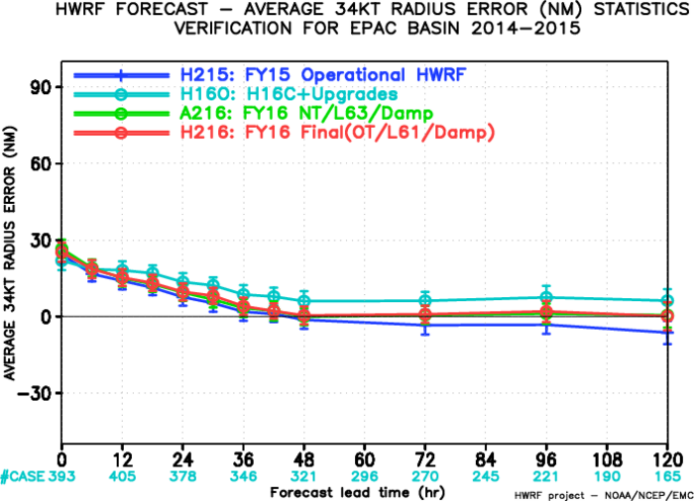 HWRF FORECAST – AVERAGE 34KT RADIUS ERROR (NM) STATISTICS
VERIFICATION FOR EPAC BASIN 2014–2015
H215: FY15 Operational HWRF
H16O: H16C+Upgrades
A216: FY16 NT/L63/Damp
H216: FY16 Final(OT/L61/Damp)
AVERAGE 34KT RADIUS ERROR (NM)
90
60
30
0
–30
0 12 24 36 48 60 72 84 96 108 120
#CASE 393 405 378 346 321 296 270 245 221 190 165
Forecast lead time (hr)
HWRF project – NOAA/NCEP/EMC